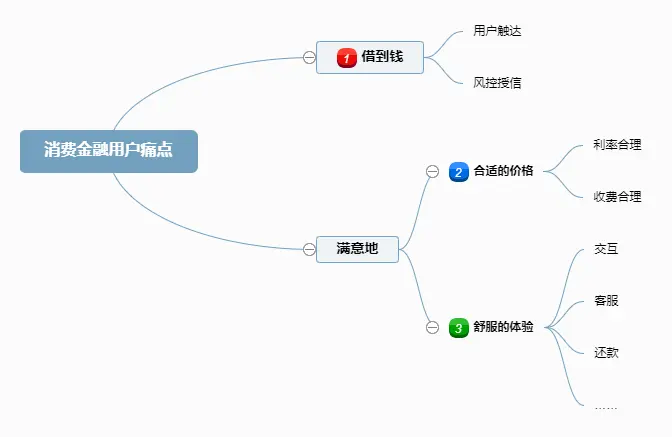 消费金融用户痛点
1 借到钱
用户触达
风控授信
满意地
2 合适的价格
利率合理
收费合理
3 舒服的体验
交互
客服
还款
……